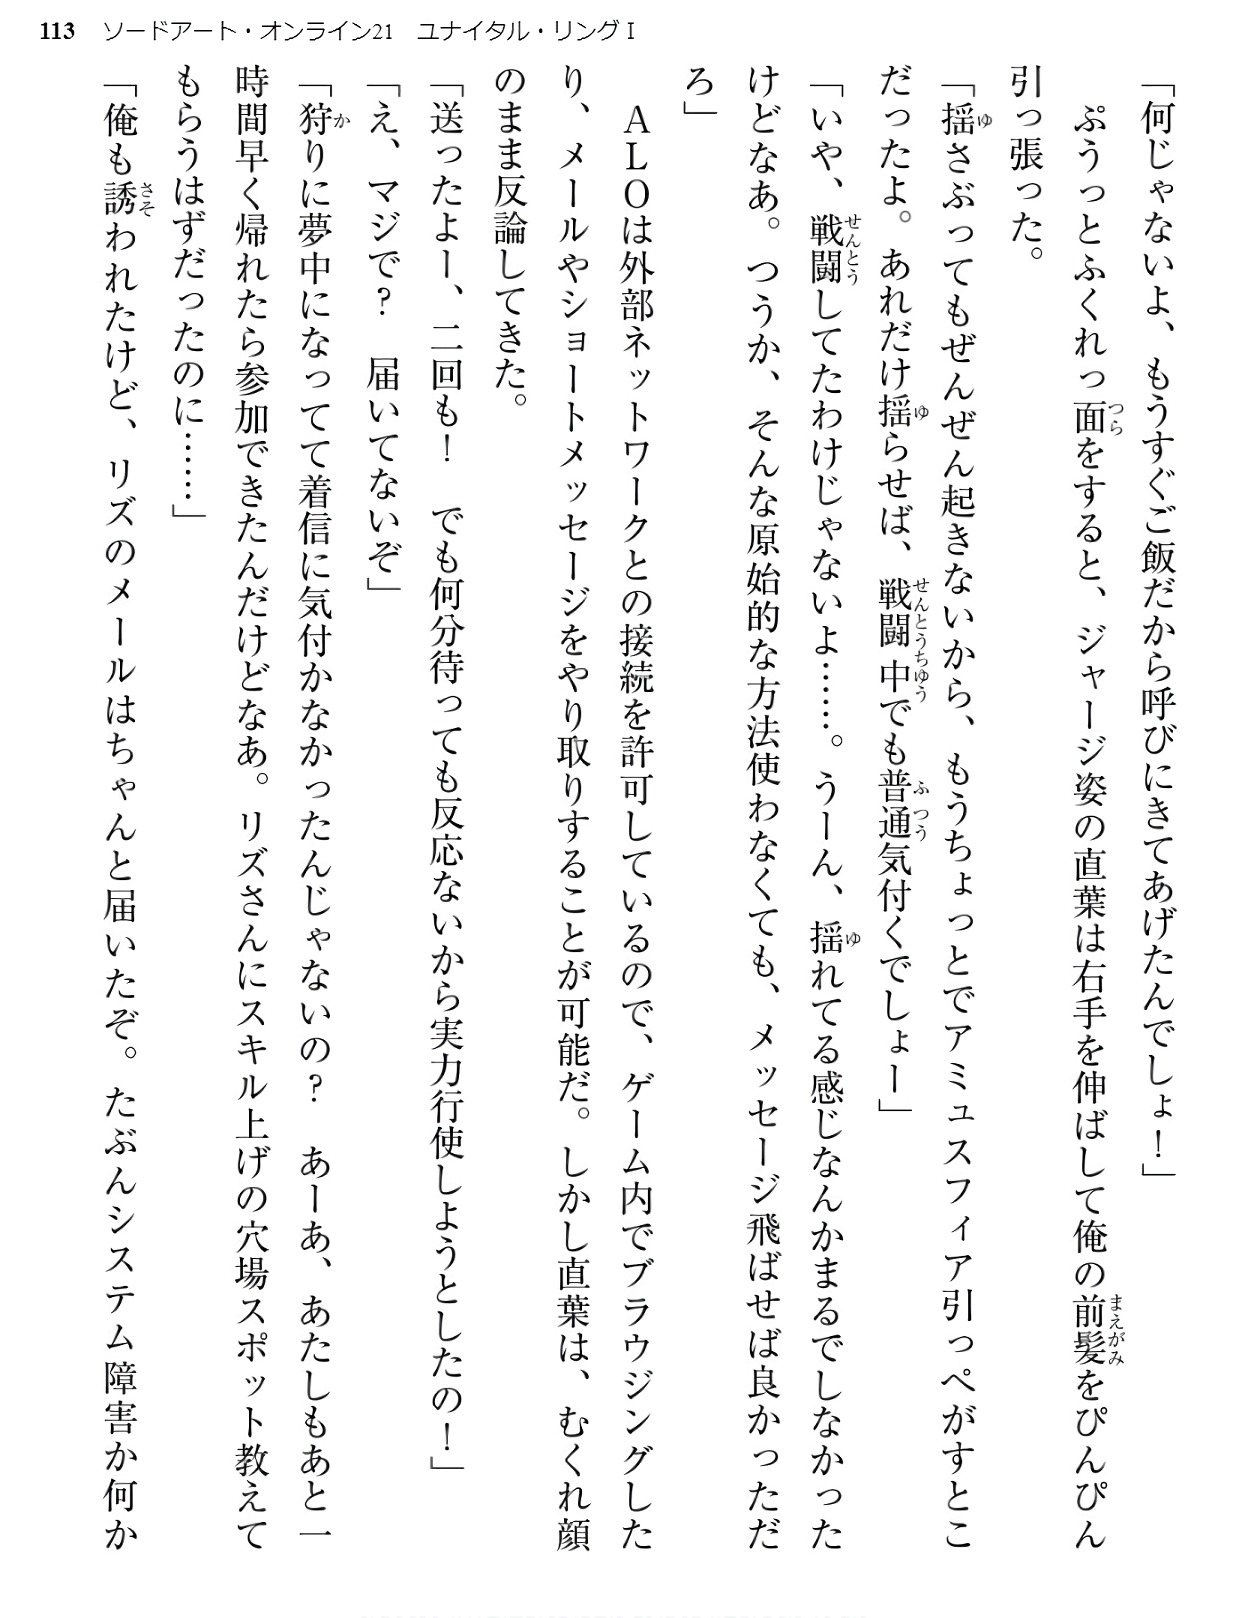 113 ソードアート・オンライン21 ユナイタル・リングⅠ
「何じゃないよ、もうすぐご飯だから呼びにきてあげたんでしょ！」
　ぷうっとふくれっ面をすると、ジャージ姿の直葉は右手を伸ばして俺の前髪をぴんぴん
引っ張った。
「揺さぶってもぜんぜん起きないから、もうちょっとでアミュスフィア引っぺがすとこ
だったよ。あれだけ揺らせば、戦闘中でも普通気付くでしょー」
「いや、戦闘してたわけじゃないよ……。うーん、揺れてる感じなんかまるでしなかった
けどなあ。つうか、そんな原始的な方法使わなくても、メッセージ飛ばせば良かっただ
ろ」
　ＡＬＯは外部ネットワークとの接続を許可しているので、ゲーム内でブラウジングした
り、メールやショートメッセージをやり取りすることが可能だ。しかし直葉は、むくれ顔
のまま反論してきた。
「送ったよー、二回も！　でも何分待っても反応ないから実力行使しようとしたの！」
「え、マジで？　届いてないぞ」
「狩りに夢中になってて着信に気付かなかったんじゃないの？　あーあ、あたしもあと一
時間早く帰れたら参加できたんだけどなあ。リズさんにスキル上げの穴場スポット教えて
もらうはずだったのに……」
「俺も誘われたけど、リズのメールはちゃんと届いたぞ。たぶんシステム障害か何か